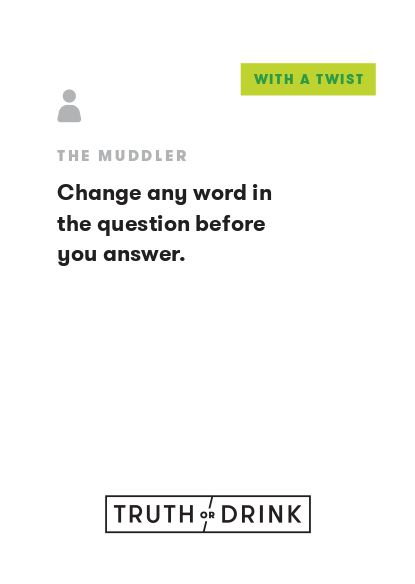 WITH A TWIST
THE MUDDLER
Change any word in
the question before
you answer.
TRUTH OR DRINK